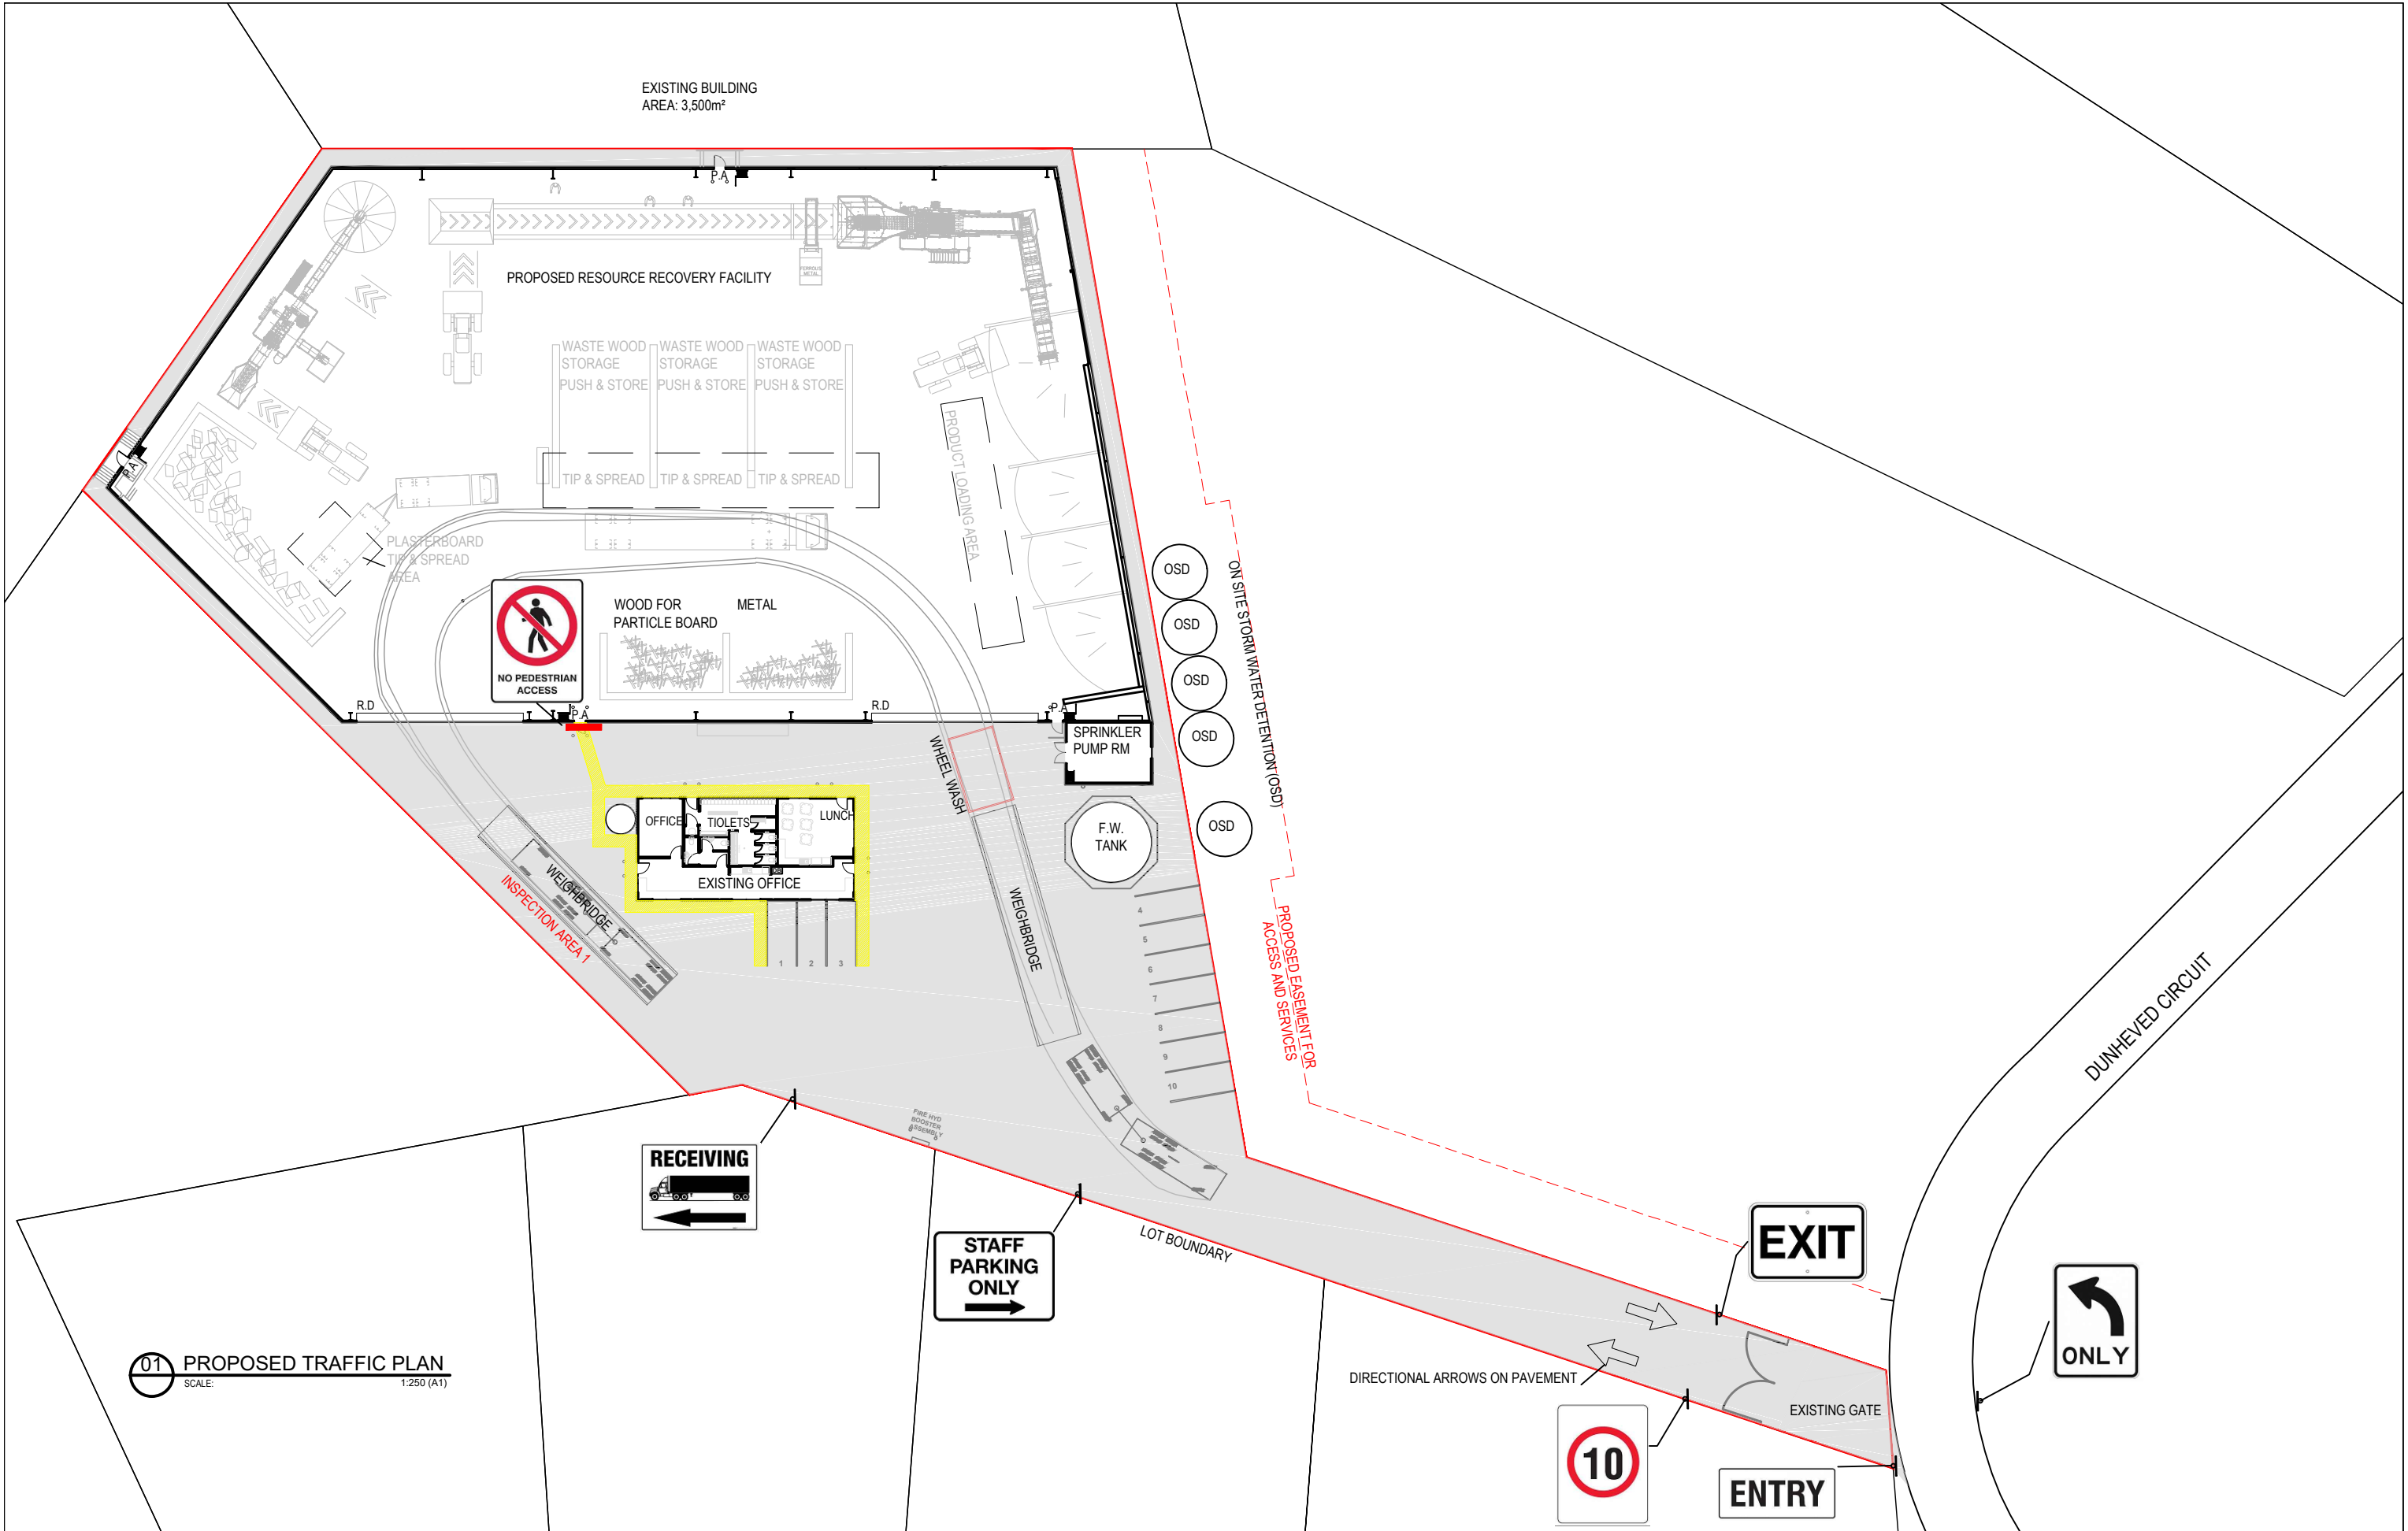 EXISTING BUILDING
AREA: 3,500m²
P.A
PROPOSED RESOURCE RECOVERY FACILITY
FERROUS
METAL
WASTE WOOD
STORAGE
PUSH & STORE
WASTE WOOD
STORAGE
PUSH & STORE
WASTE WOOD
STORAGE
PUSH & STORE
TIP & SPREAD
TIP & SPREAD
TIP & SPREAD
PRODUCT LOADING AREA
P.A
PLASTERBOARD
TIP & SPREAD
AREA
NO PEDESTRIAN
ACCESS
WOOD FOR
PARTICLE BOARD
METAL
R.D
P.A
R.D
P.A
SPRINKLER
PUMP RM
OSD
OSD
OSD
OSD
OSD
ON SITE STORM WATER DETENTION (OSD)
WHEEL WASH
OFFICE
TIOLETS
LUNCH
EXISTING OFFICE
F.W.
TANK
WEIGHBRIDGE
INSPECTION AREA 1
WEIGHBRIDGE
1
2
3
4
5
6
7
8
9
10
PROPOSED EASEMENT FOR
ACCESS AND SERVICES
DUNHEVED CIRCUIT
FIRE HYD
BOOSTER
ASSEMBLY
RECEIVING
STAFF
PARKING
ONLY
LOT BOUNDARY
EXIT
ONLY
DIRECTIONAL ARROWS ON PAVEMENT
EXISTING GATE
10
ENTRY
01
PROPOSED TRAFFIC PLAN
SCALE: 1:250 (A1)